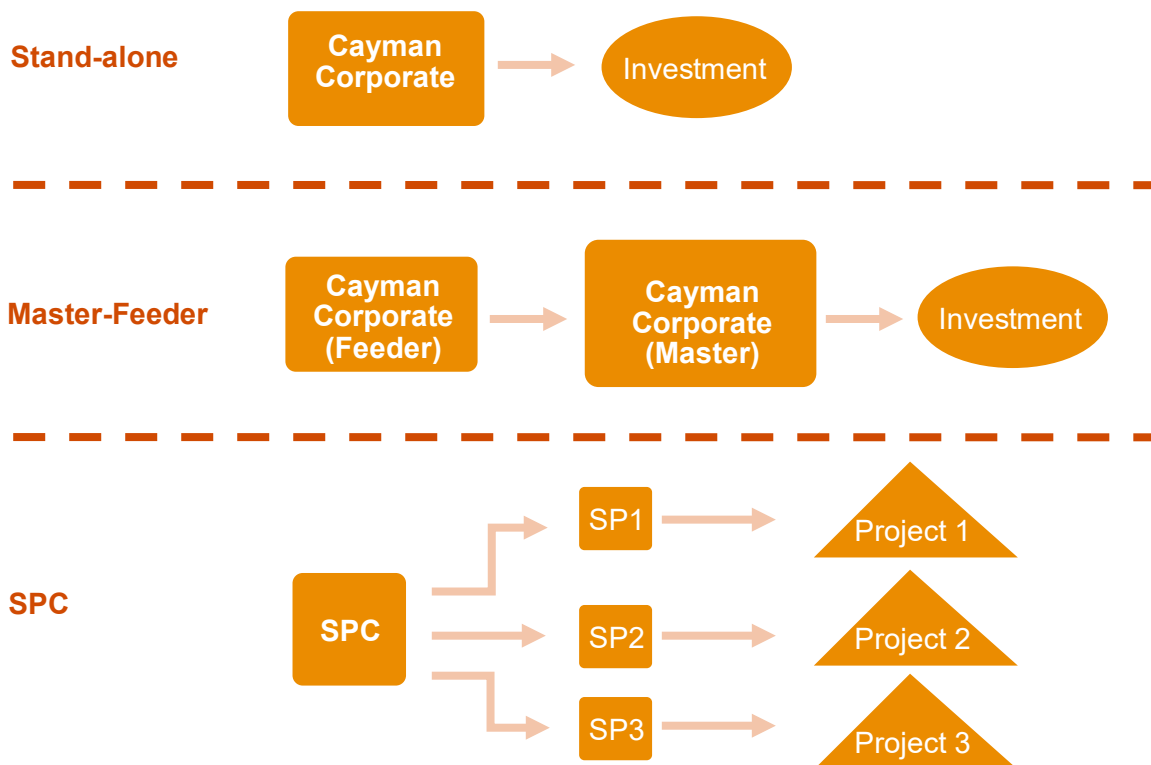 Stand-alone
Cayman
Corporate
Investment
Master-Feeder
Cayman
Corporate
(Feeder)
Cayman
Corporate
(Master)
Investment
SPC
SPC
SP1
Project 1
SP2
Project 2
SP3
Project 3